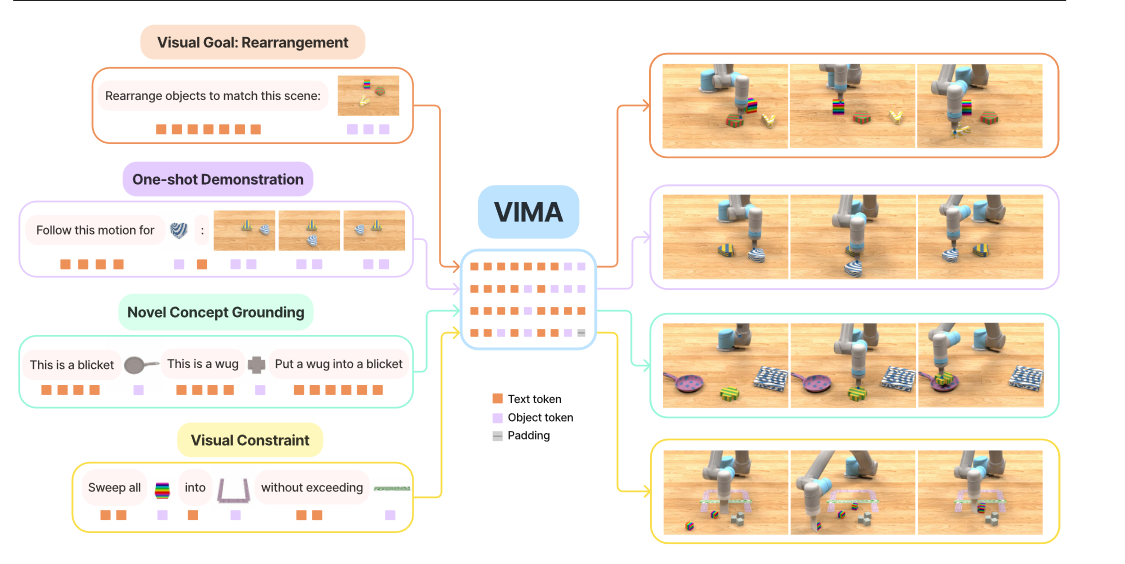 Visual Goal: Rearrangement
Rearrange objects to match this scene:
One-shot Demonstration
Follow this motion for :
Novel Concept Grounding
This is a blicket This is a wug Put a wug into a blicket
Visual Constraint
Sweep all into without exceeding
VIMA
Text token
Object token
Padding